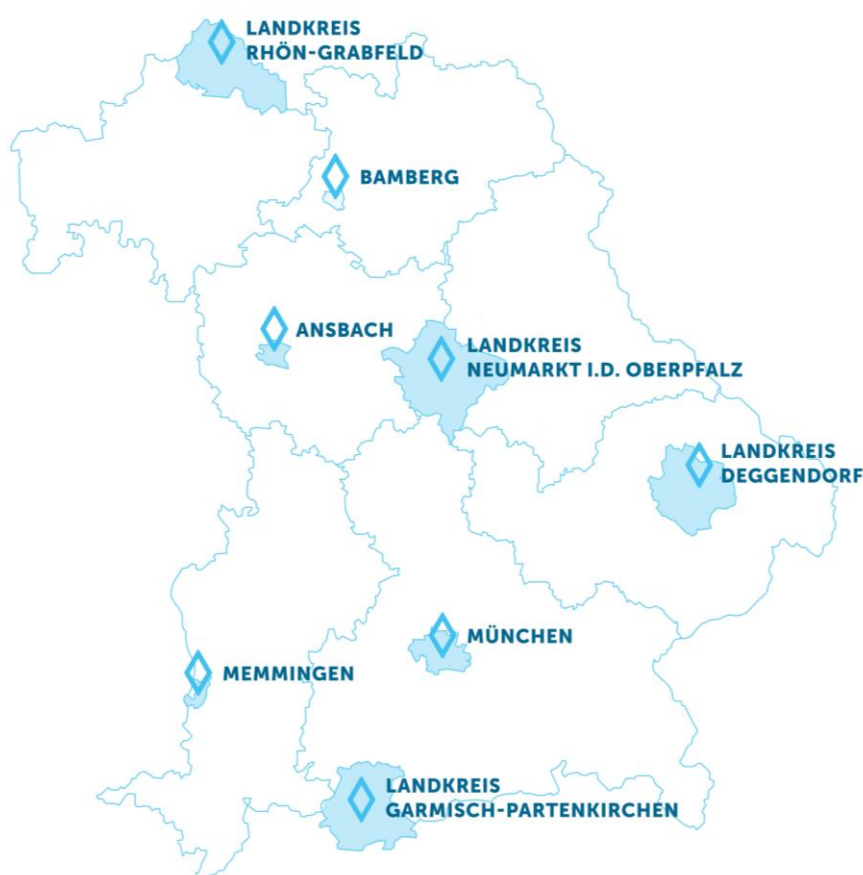 LANDKREIS
RHÖN-GRABFELD
BAMBERG
ANSBACH
LANDKREIS
NEUMARKT I.D. OBERPFALZ
LANDKREIS
DEGGENDORF
MÜNCHEN
MEMMINGEN
LANDKREIS
GARMISCH-PARTENKIRCHEN